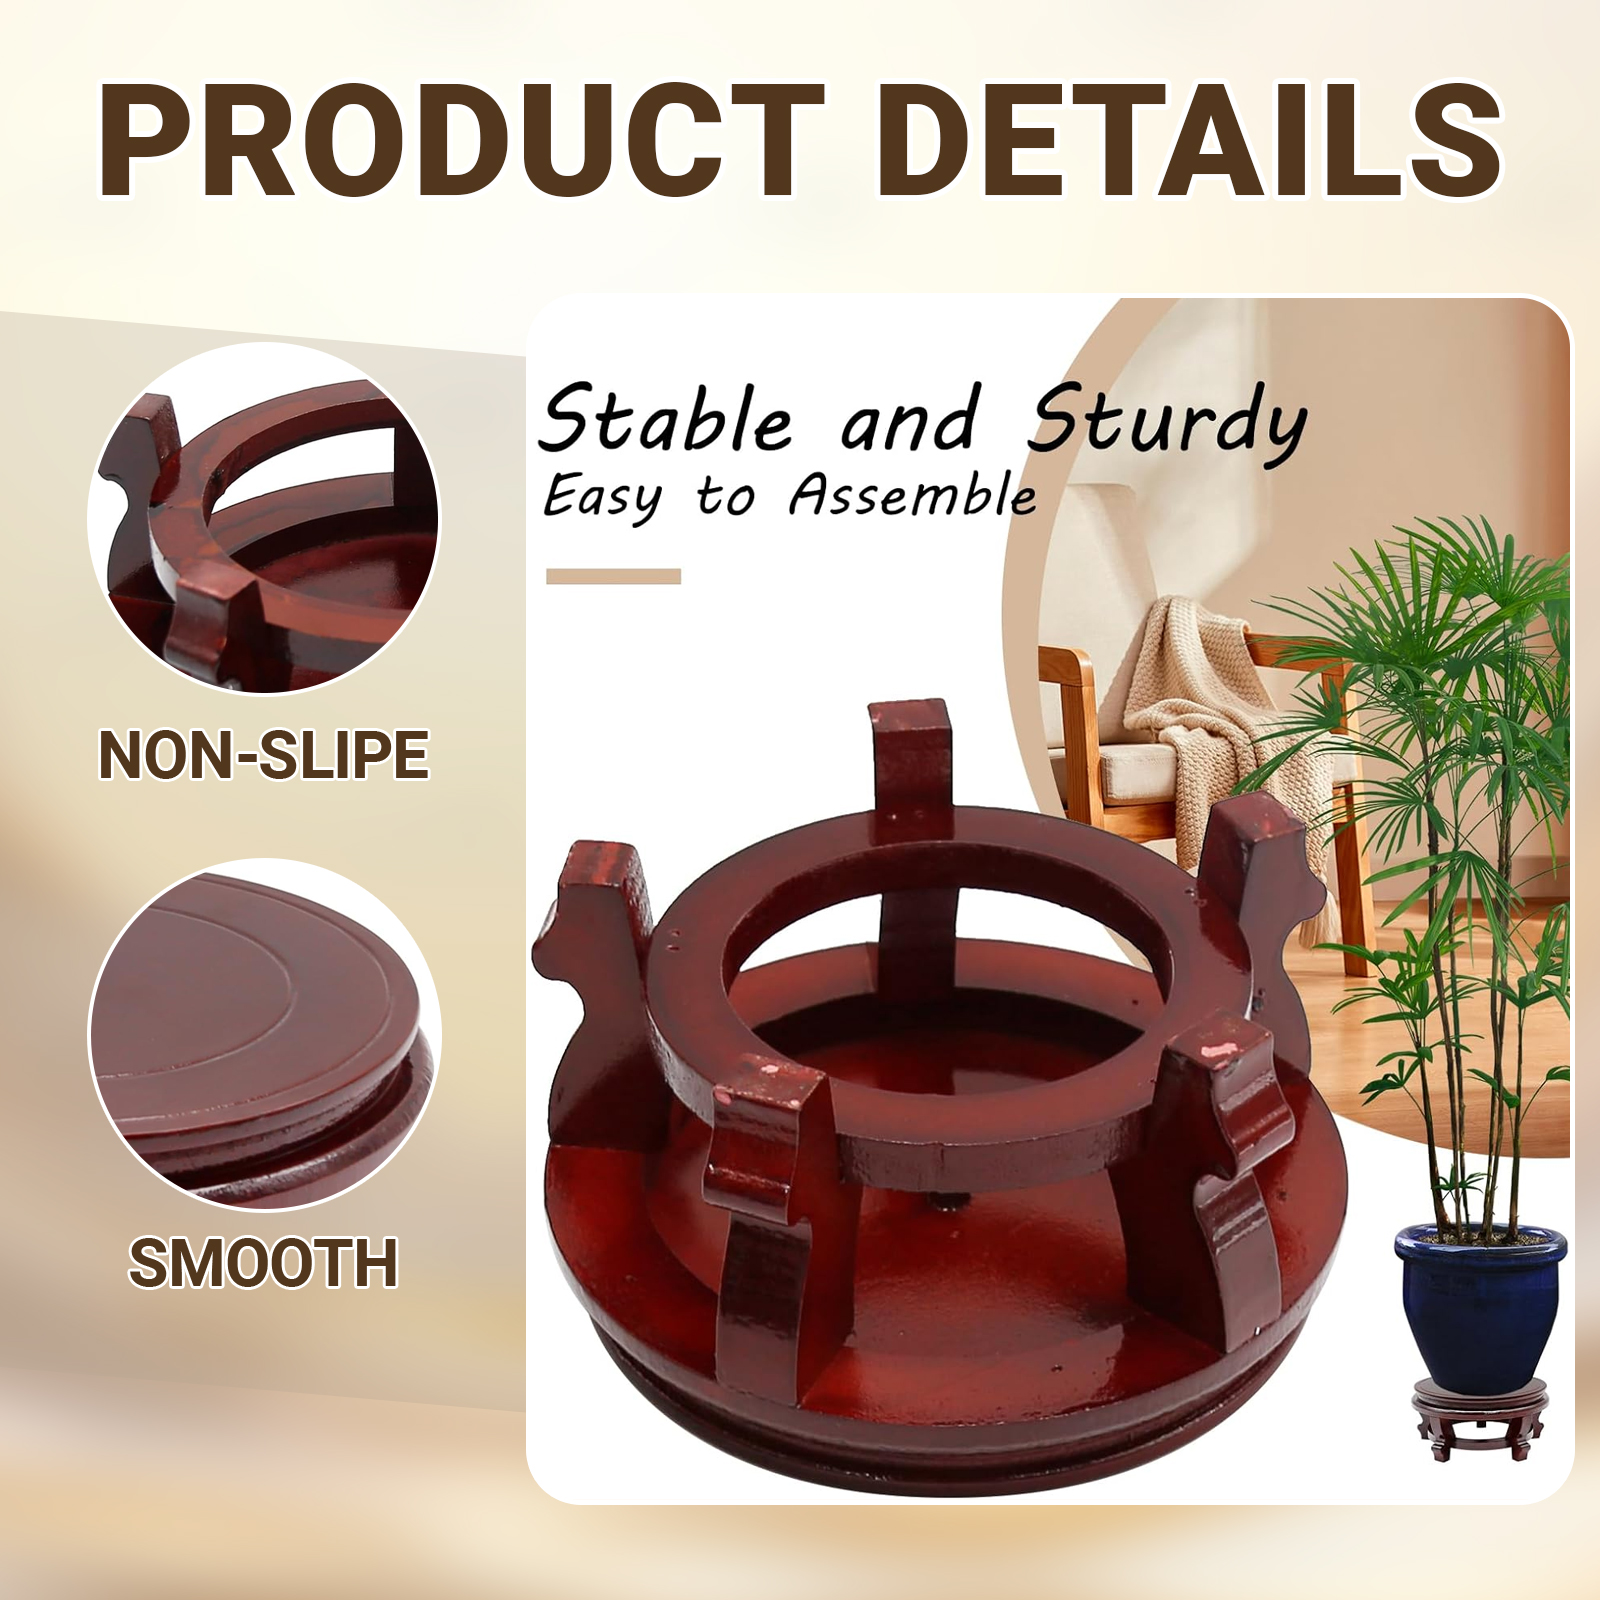 PRODUCT DETAILS
Stable and Sturdy
Easy to Assemble
NON-SLIPE
SMOOTH